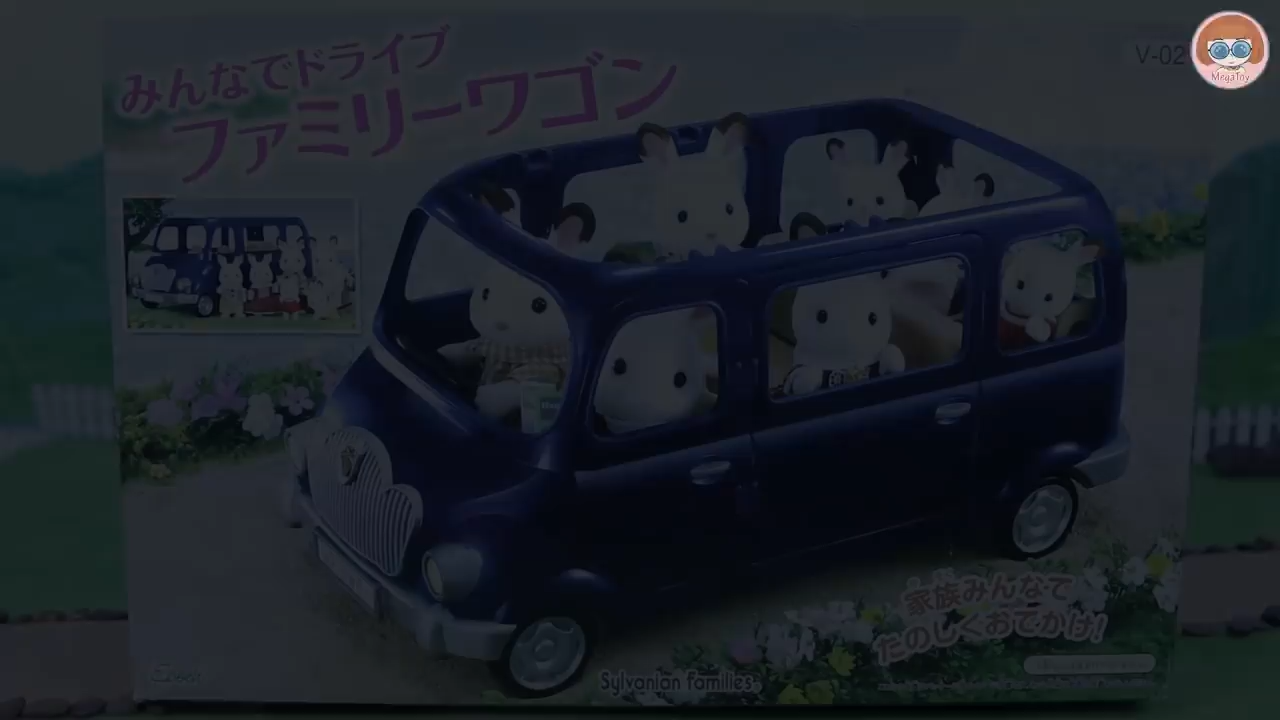 みんなでドライブ
ファミリーワゴン
V-02
MegaToy
家族みんなで
たのしくおでかけ!
Epoch
Sylvanian Families